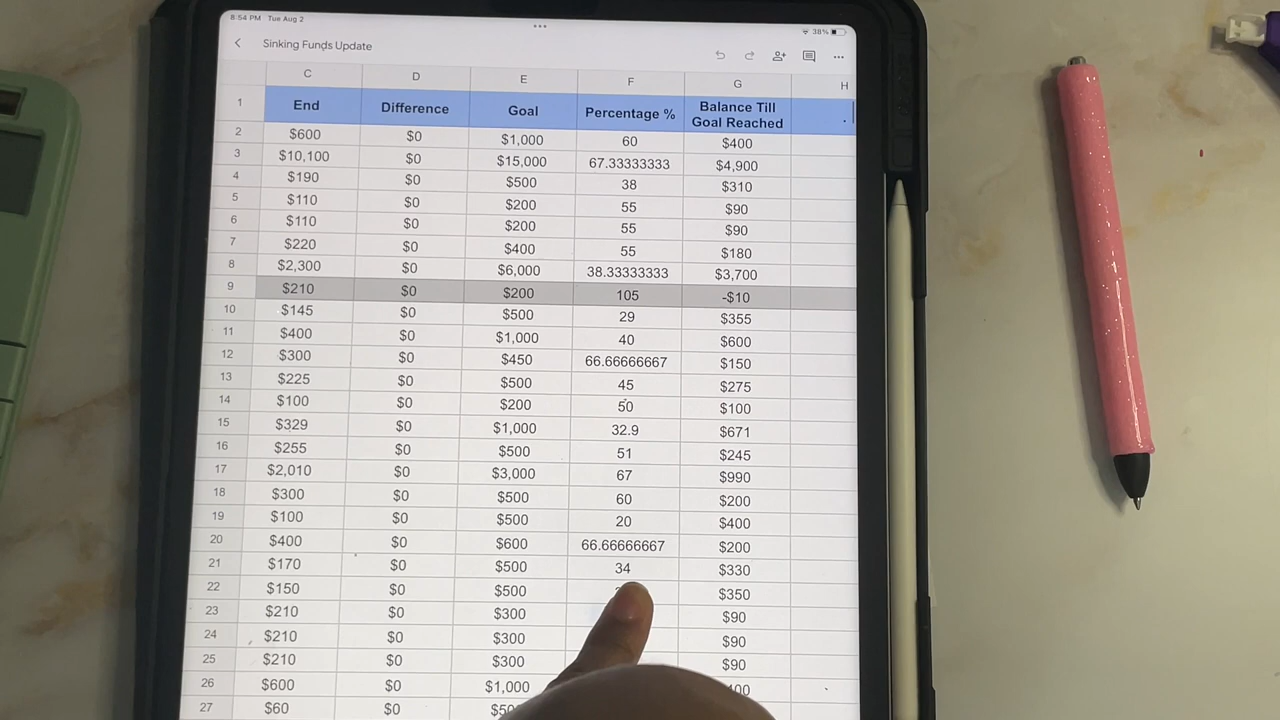 8:54 PM Tue Aug 2
38%
Sinking Funds Update
C D E F G H
1 End Difference Goal Percentage % Balance Till Goal Reached
2 $600 $0 $1,000 60 $400
3 $10,100 $0 $15,000 67.33333333 $4,900
4 $190 $0 $500 38 $310
5 $110 $0 $200 55 $90
6 $110 $0 $200 55 $90
7 $220 $0 $400 55 $180
8 $2,300 $0 $6,000 38.33333333 $3,700
9 $210 $0 $200 105 -$10
10 $145 $0 $500 29 $355
11 $400 $0 $1,000 40 $600
12 $300 $0 $450 66.66666667 $150
13 $225 $0 $500 45 $275
14 $100 $0 $200 50 $100
15 $329 $0 $1,000 32.9 $671
16 $255 $0 $500 51 $245
17 $2,010 $0 $3,000 67 $990
18 $300 $0 $500 60 $200
19 $100 $0 $500 20 $400
20 $400 $0 $600 66.66666667 $200
21 $170 $0 $500 34 $330
22 $150 $0 $500 $350
23 $210 $0 $300 $90
24 $210 $0 $300 $90
25 $210 $0 $300 $90
26 $600 $0 $1,000
27 $60 $0